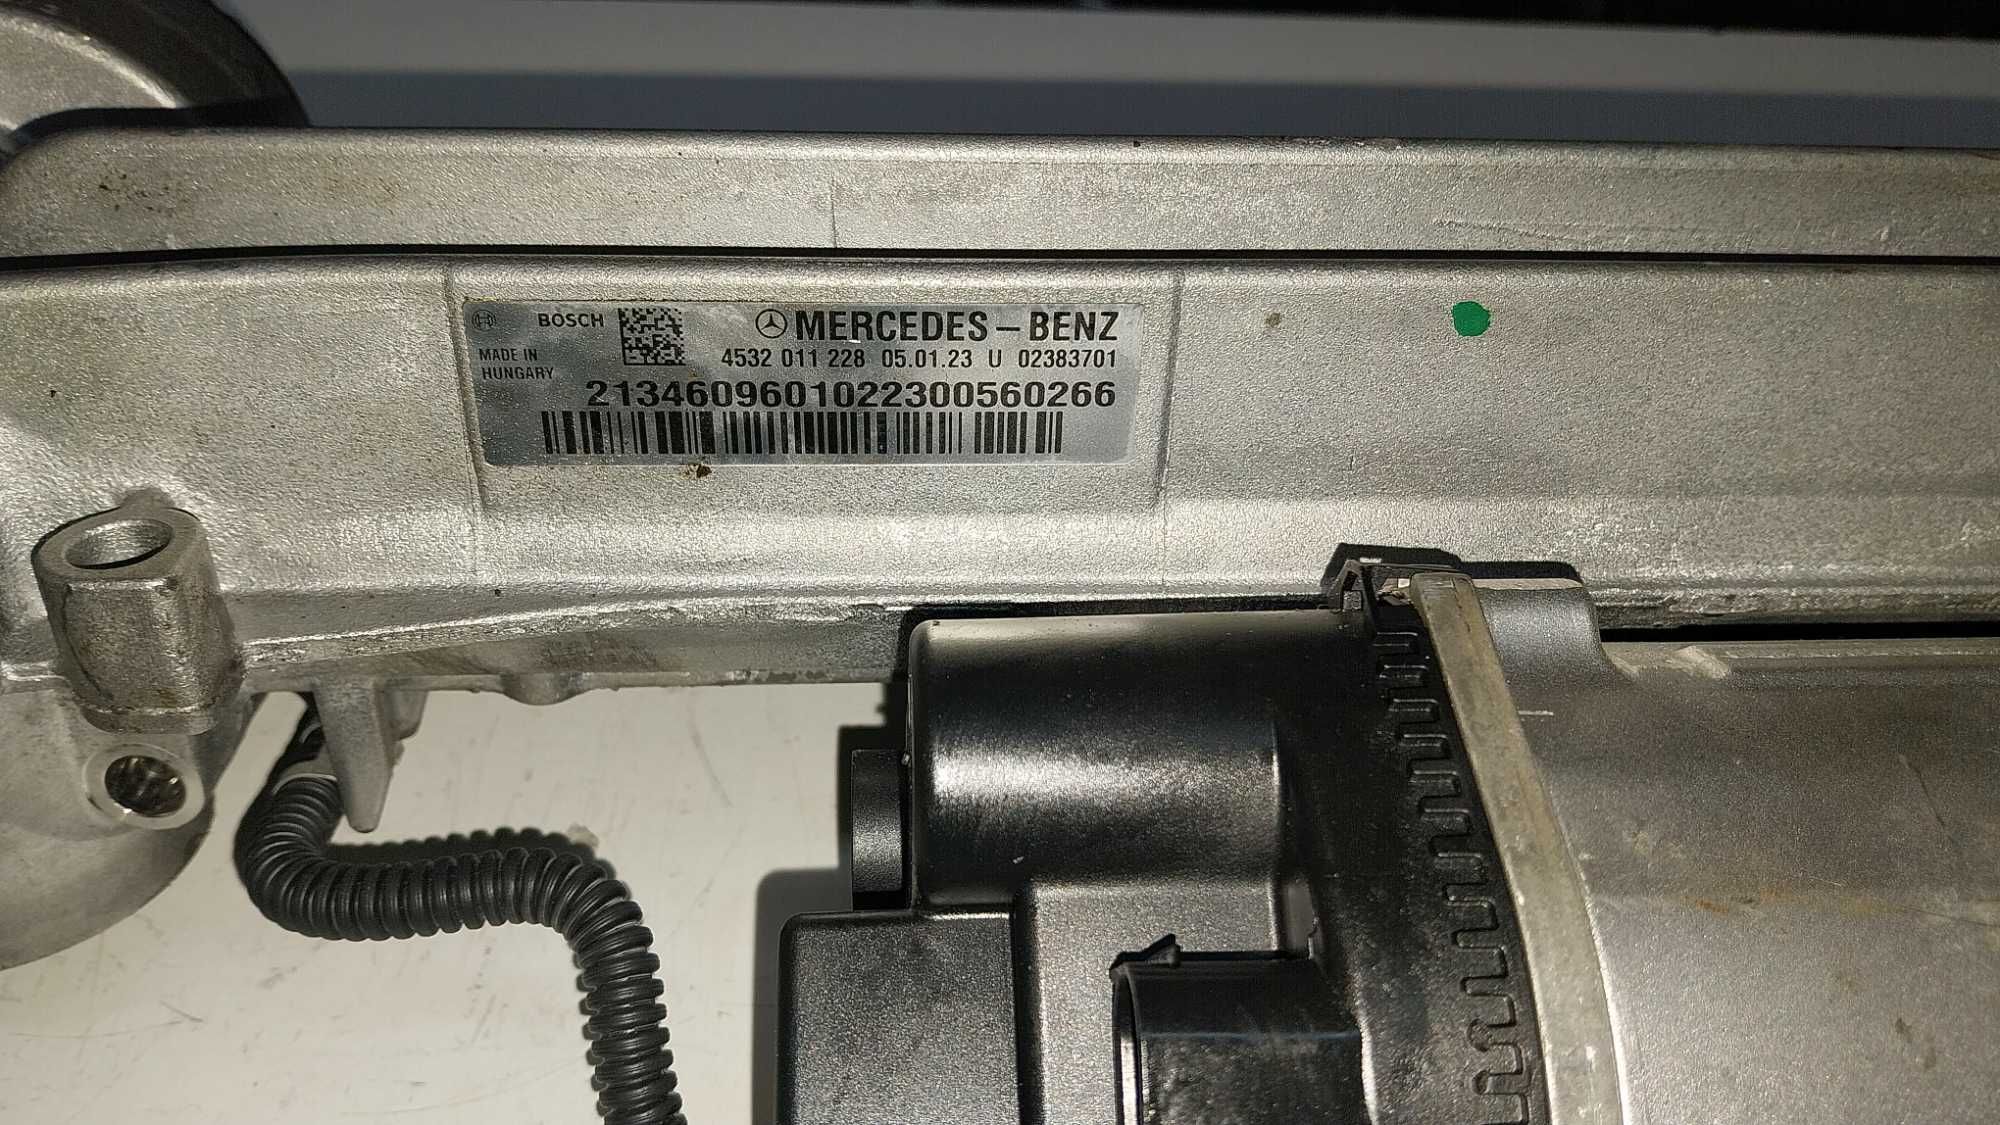 BOSCH
MERCEDES-BENZ
MADE IN
HUNGARY
4532 011 228 05.01.23 U 02383701
2134609601022300560266